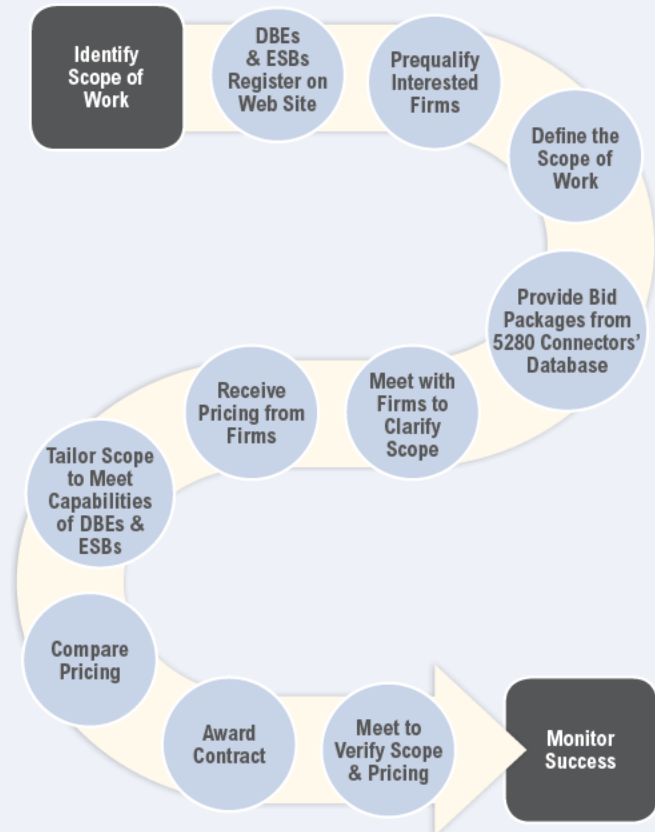 Identify
Scope of
Work
DBEs
& ESBs
Register on
Web Site
Prequalify
Interested
Firms
Define the
Scope of
Work
Provide Bid
Packages from
5280 Connectors’
Database
Meet with
Firms to
Clarify
Scope
Receive
Pricing from
Firms
Tailor Scope
to Meet
Capabilities
of DBEs &
ESBs
Compare
Pricing
Award
Contract
Meet to
Verify Scope
& Pricing
Monitor
Success